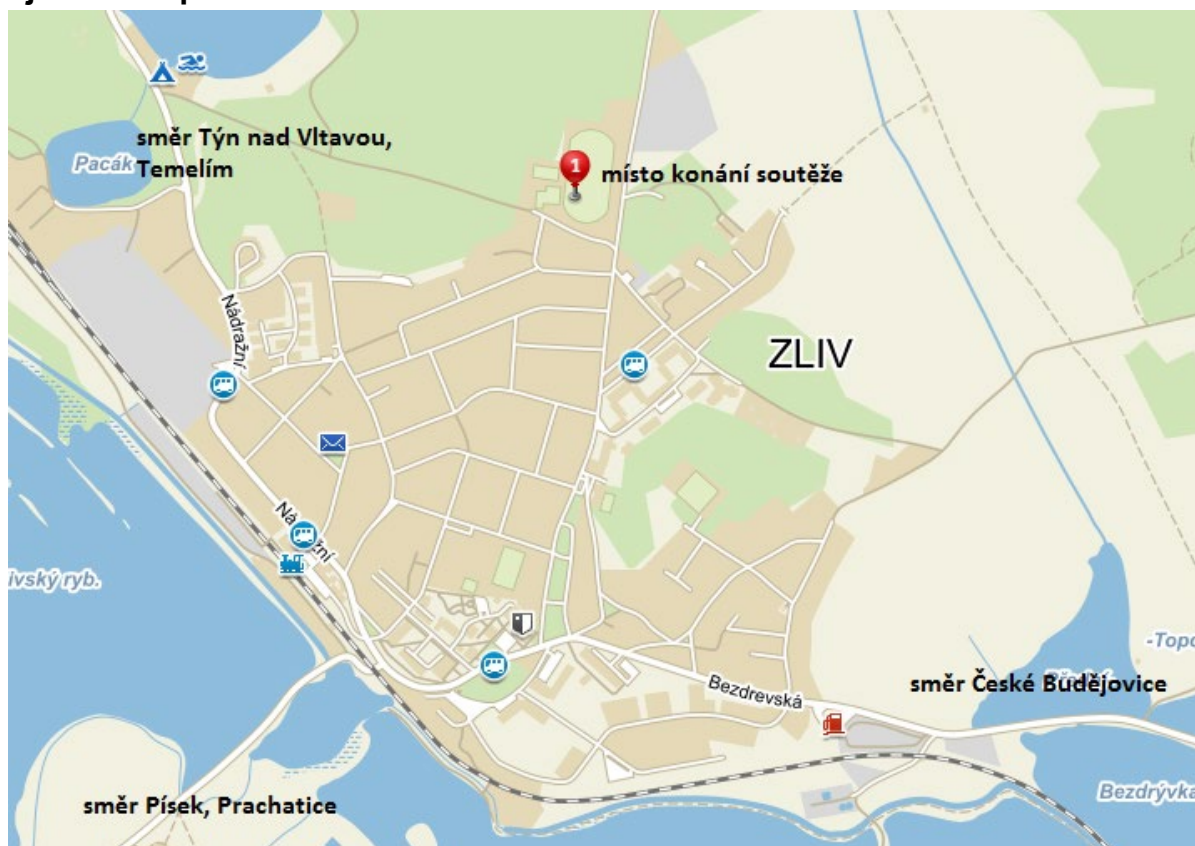 směr Týn nad Vltavou,
Temelím
Pacák
1
místo konání soutěže
Nádražní
ZLIV
Nádražní
ivský ryb.
-Topo
směr České Budějovice
Bezdrevská
Bezdrývka
směr Písek, Prachatice